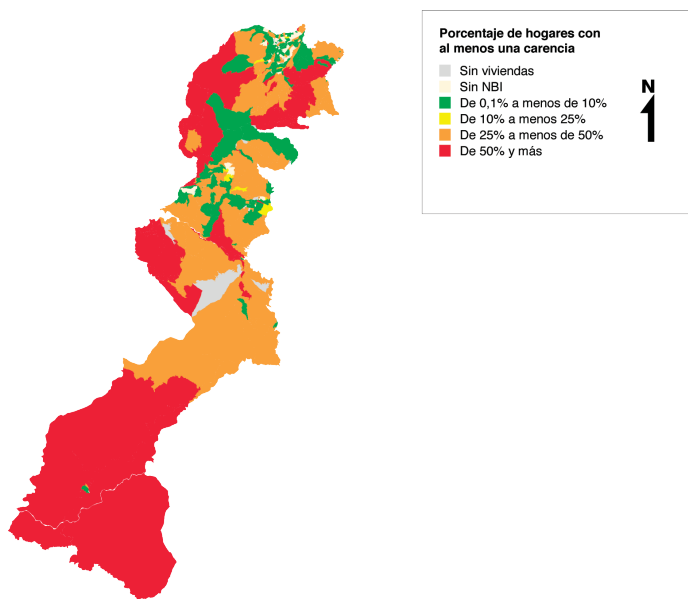 Porcentaje de hogares con
al menos una carencia
Sin viviendas
Sin NBI
De 0,1% a menos de 10%
De 10% a menos 25%
De 25% a menos de 50%
De 50% y más
N